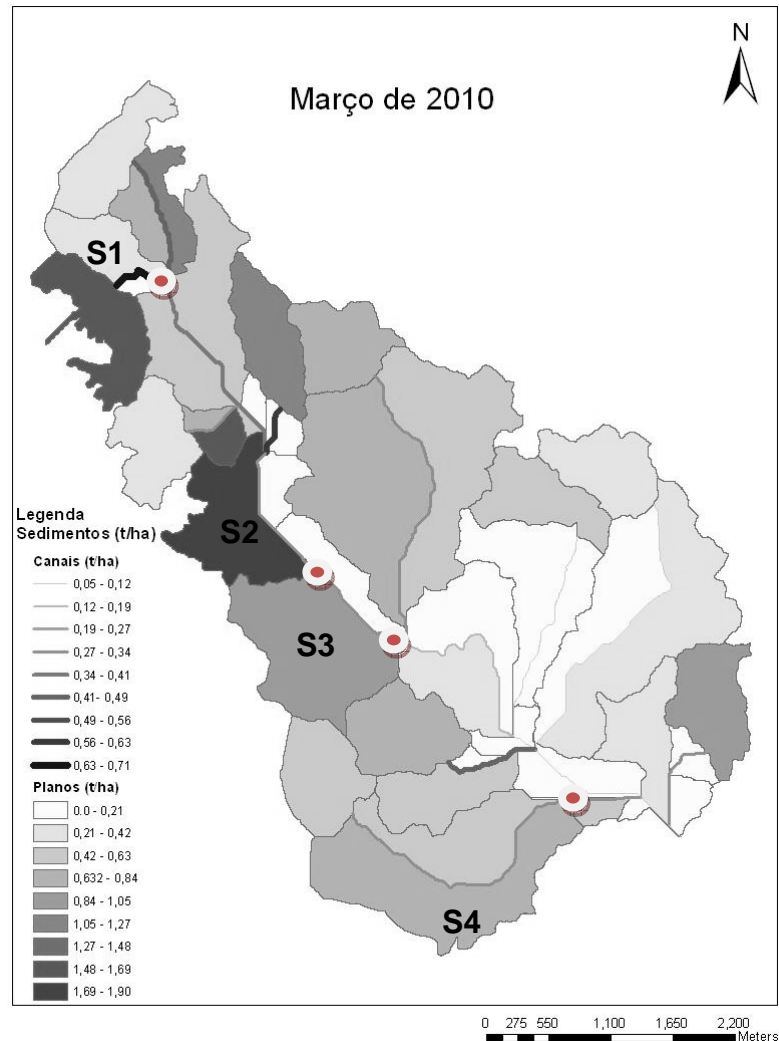 N
Março de 2010
S1
S2
S3
S4
Legenda
Sedimentos (t/ha)
Canais (t/ha)
0,05 - 0,12
0,12 - 0,19
0,19 - 0,27
0,27 - 0,34
0,34 - 0,41
0,41- 0,49
0,49 - 0,56
0,56 - 0,63
0,63 - 0,71
Planos (t/ha)
0.0 - 0,21
0,21 - 0,42
0,42 - 0,63
0,632 - 0,84
0,84 - 1,05
1,05 - 1,27
1,27 - 1,48
1,48 - 1,69
1,69 - 1,90
0 275 550 1,100 1,650 2,200
Meters